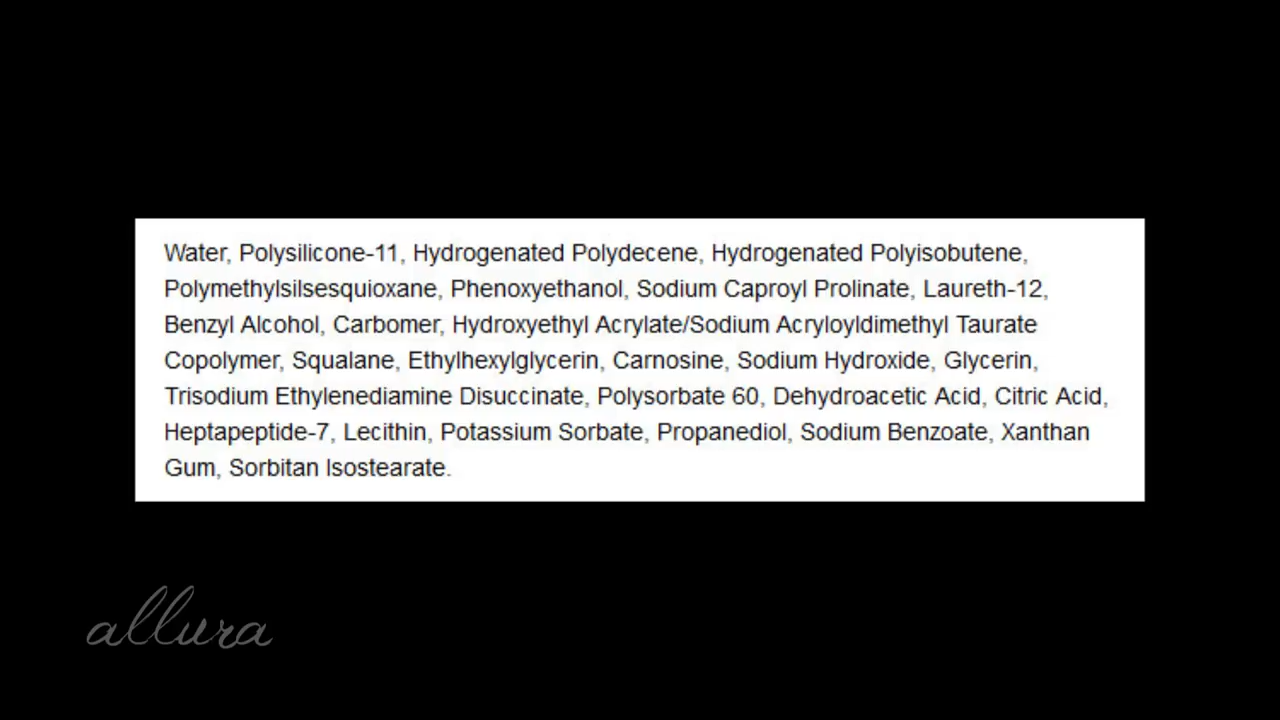 Water, Polysilicone-11, Hydrogenated Polydecene, Hydrogenated Polyisobutene,
Polymethylsilsesquioxane, Phenoxyethanol, Sodium Caproyl Prolinate, Laureth-12,
Benzyl Alcohol, Carbomer, Hydroxyethyl Acrylate/Sodium Acryloyldimethyl Taurate
Copolymer, Squalane, Ethylhexylglycerin, Carnosine, Sodium Hydroxide, Glycerin,
Trisodium Ethylenediamine Disuccinate, Polysorbate 60, Dehydroacetic Acid, Citric Acid,
Heptapeptide-7, Lecithin, Potassium Sorbate, Propanediol, Sodium Benzoate, Xanthan
Gum, Sorbitan Isostearate.
allura